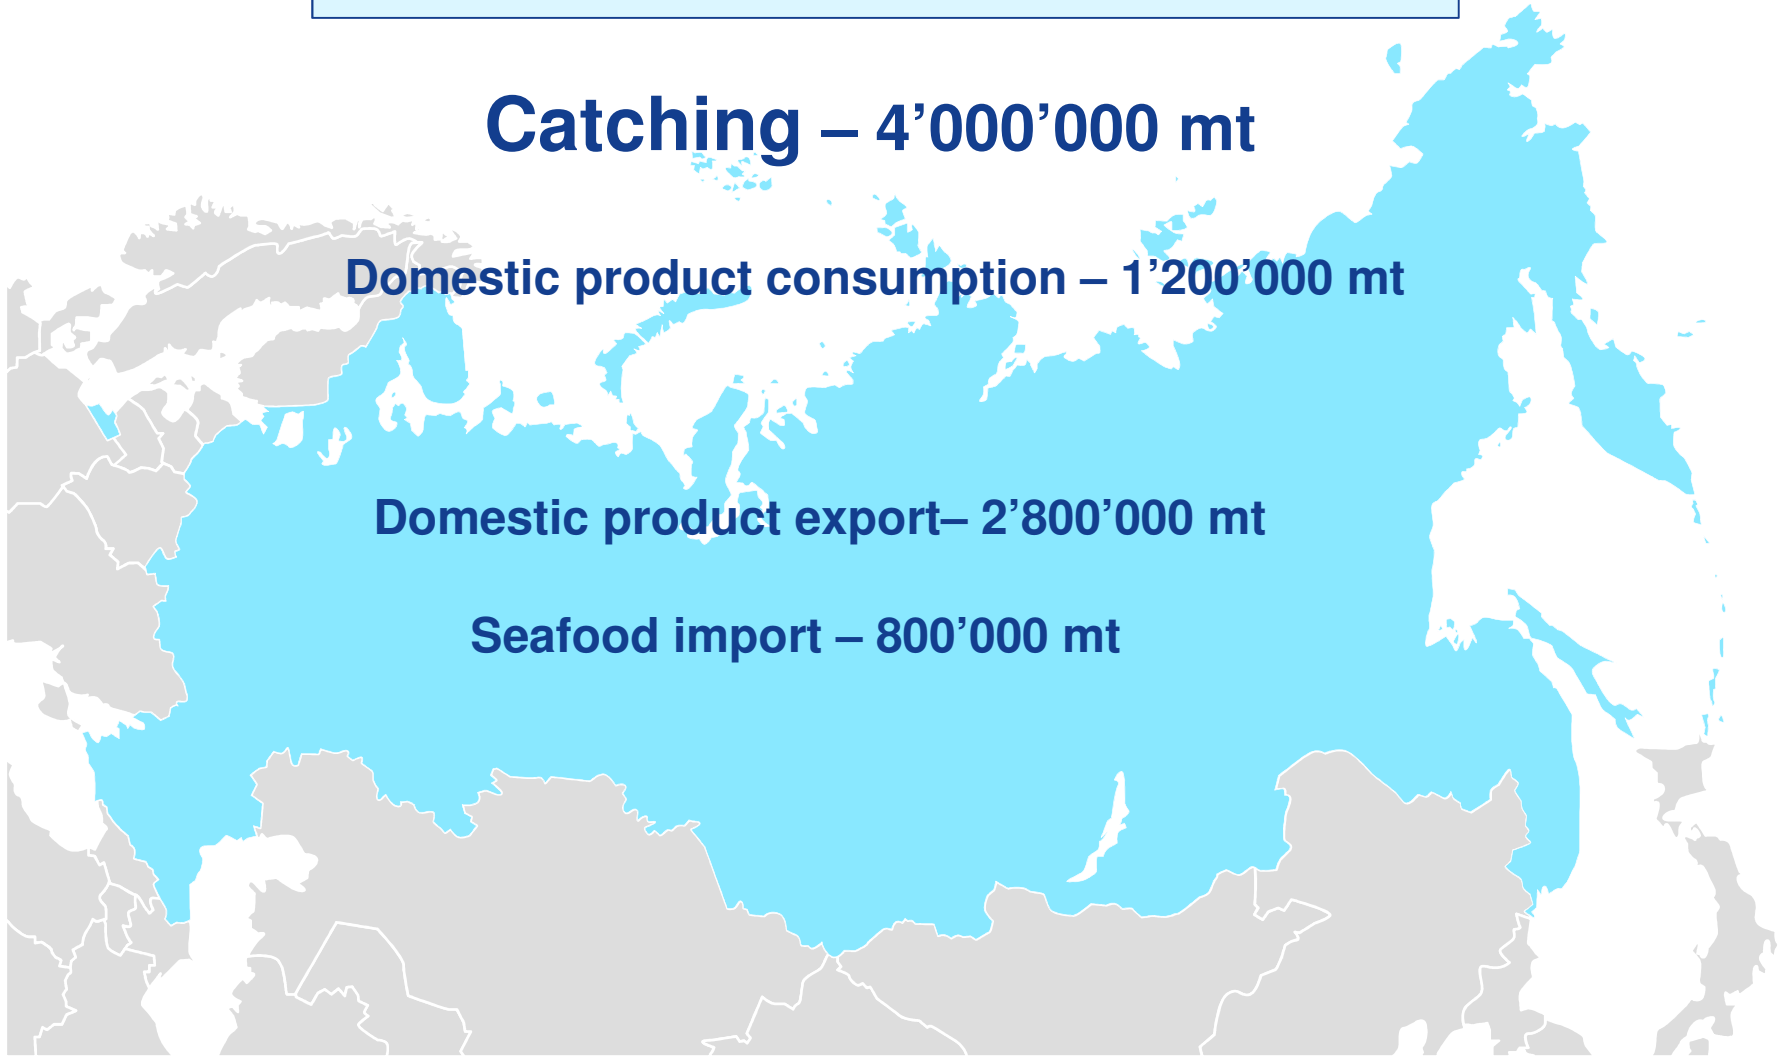 Catching – 4’000’000 mt
Domestic product consumption – 1’200’000 mt
Domestic product export– 2’800’000 mt
Seafood import – 800’000 mt